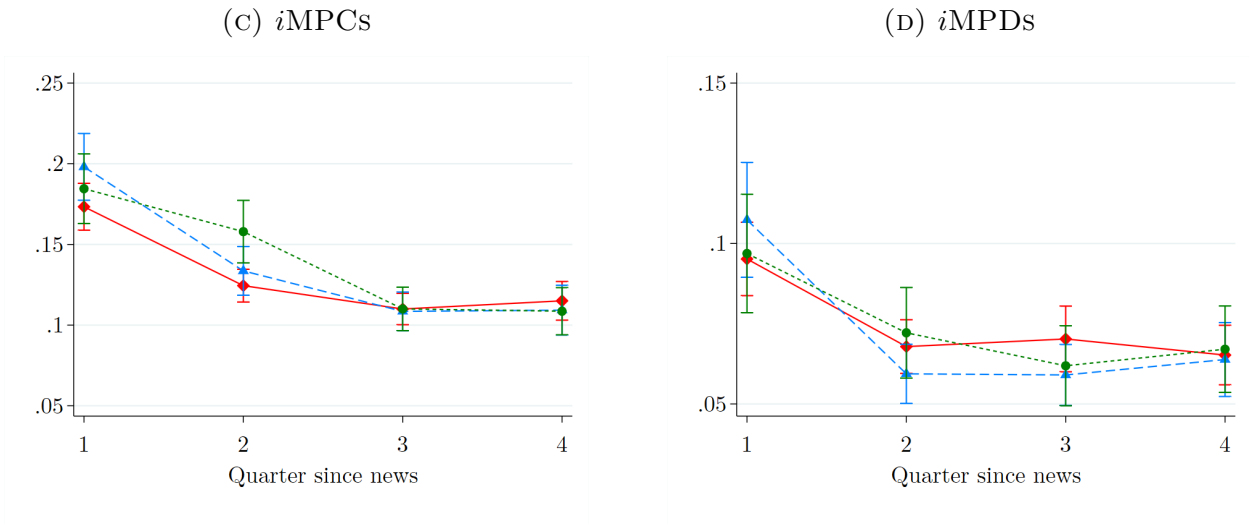 (C) iMPCs
.25
.2
.15
.1
.05
1 2 3 4
Quarter since news
(D) iMPDs
.15
.1
.05
1 2 3 4
Quarter since news